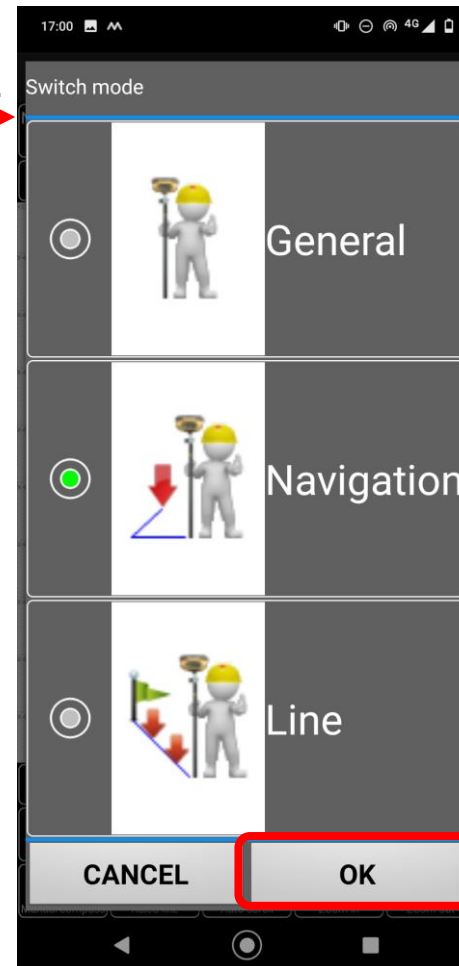 17:00
4G
Switch mode
General
Navigation
Line
CANCEL
OK